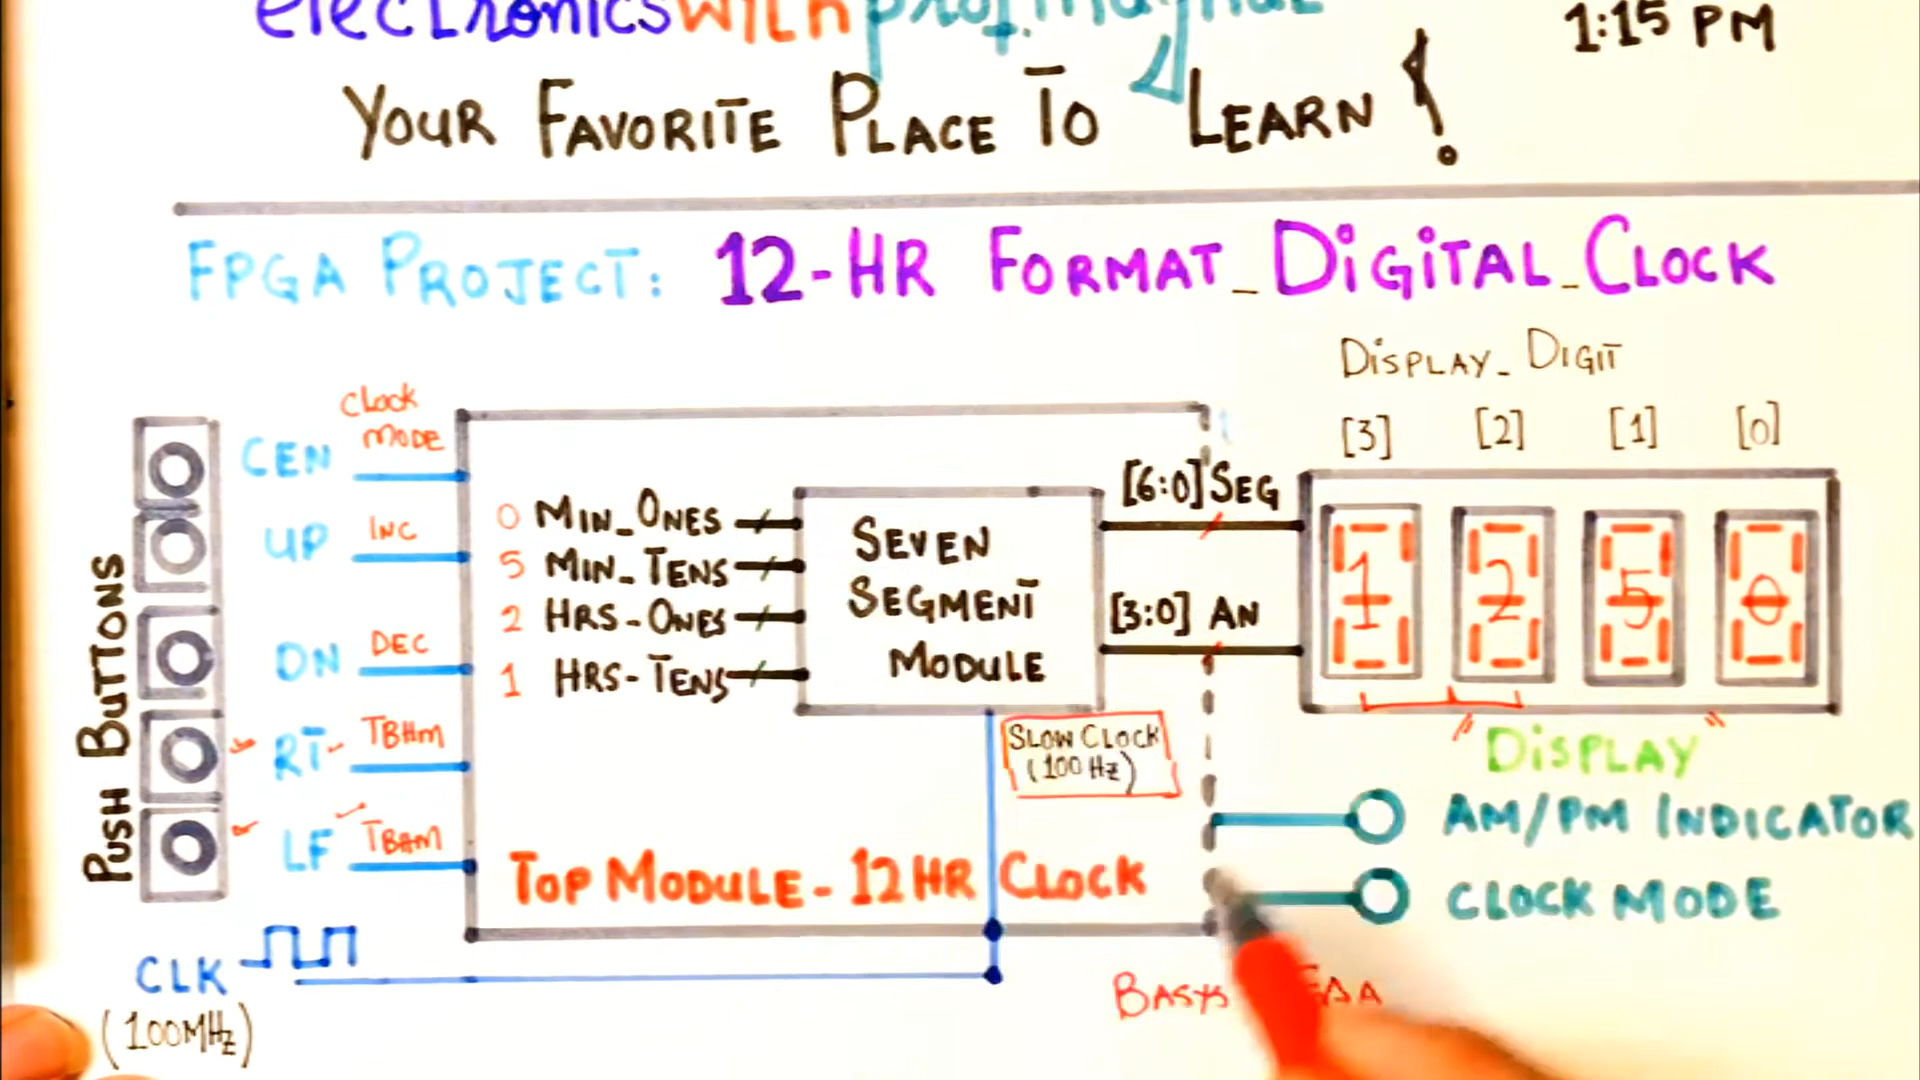 electronicswith
1:15 PM
YOUR FAVORITE PLACE TO LEARN !
FPGA PROJECT: 12-HR FORMAT_DIGITAL_CLOCK
DISPLAY_DIGIT
[3] [2] [1] [0]
PUSH BUTTONS
CEN Clock MODE
UP INC
DN DEC
RT TBHM
LF
CLK
(100MHz)
0 MIN_ONES
5 MIN_TENS
2 HRS-ONES
1 HRS-TENS
SEVEN
SEGMENT
MODULE
[6:0] SEG
[3:0] AN
1 2 5 0
SLOW CLOCK
(100 Hz)
"DISPLAY"
AM/PM INDICATOR
CLOCK MODE
TOP MODULE - 12HR CLOCK
BASYS